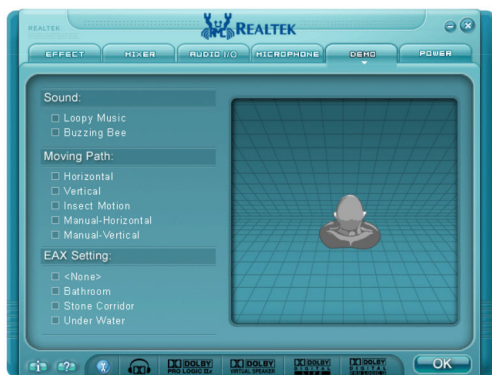 REALTEK
REALTEK
EFFECT
MIXER
AUDIO I/O
MICROPHONE
DEMO
POWER
Sound:
Loopy Music
Buzzing Bee
Moving Path:
Horizontal
Vertical
Insect Motion
Manual-Horizontal
Manual-Vertical
EAX Setting:
<None>
Bathroom
Stone Corridor
Under Water
i
?
DOLBY
PRO LOGIC IIx
DOLBY
VIRTUAL SPEAKER
DOLBY
DIGITAL
DOLBY
DIGITAL
OK